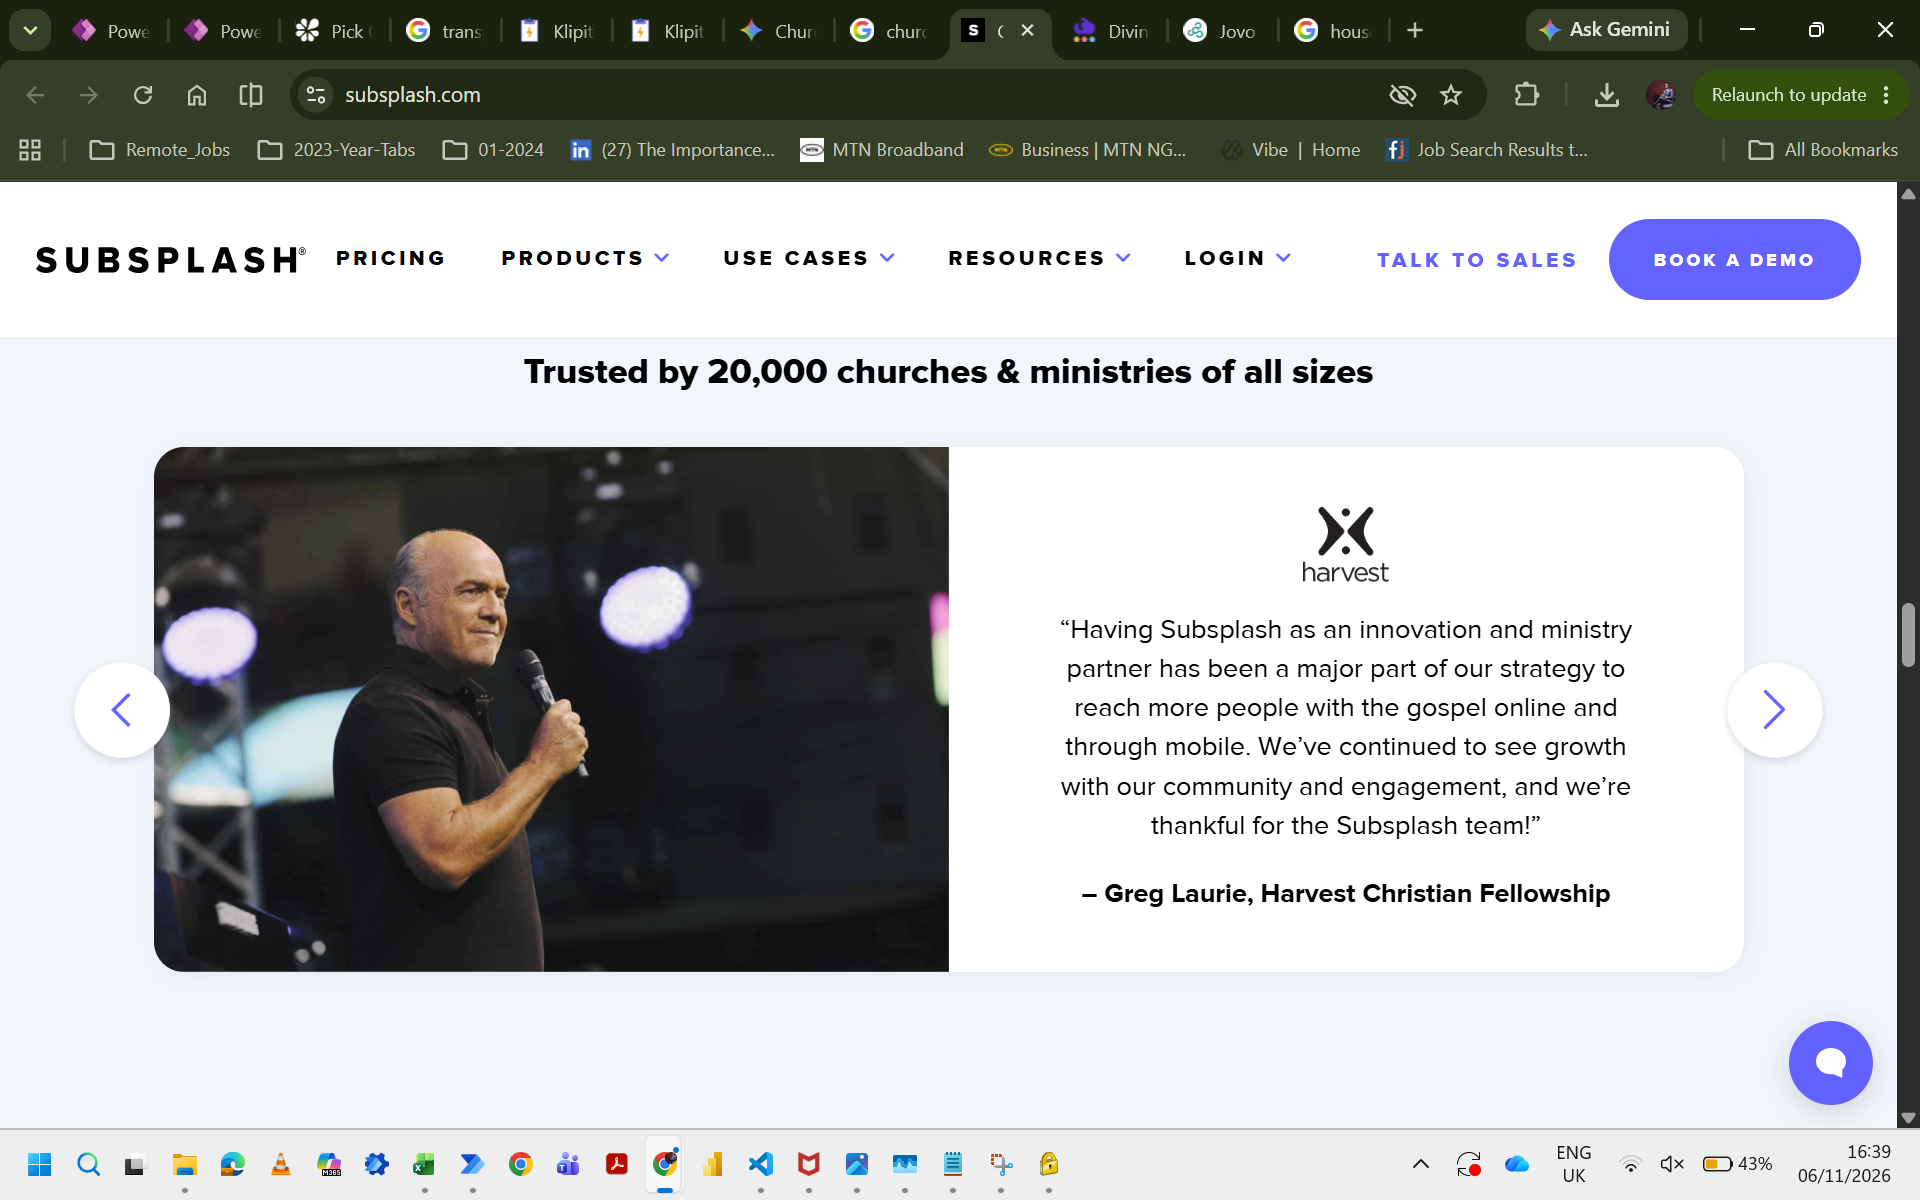 Powe
Powe
Pick
trans
Klipit
Klipit
Chur
churc
Divin
Jovo
hous
Ask Gemini
subsplash.com
Relaunch to update
Remote_Jobs
2023-Year-Tabs
01-2024
(27) The Importance...
MTN Broadband
Business | MTN NG...
Vibe | Home
Job Search Results t...
All Bookmarks
SUBSPLASH®
PRICING
PRODUCTS
USE CASES
RESOURCES
LOGIN
TALK TO SALES
BOOK A DEMO
Trusted by 20,000 churches & ministries of all sizes
harvest
“Having Subsplash as an innovation and ministry
partner has been a major part of our strategy to
reach more people with the gospel online and
through mobile. We’ve continued to see growth
with our community and engagement, and we’re
thankful for the Subsplash team!”
– Greg Laurie, Harvest Christian Fellowship
ENG
UK
43%
16:39
06/11/2026